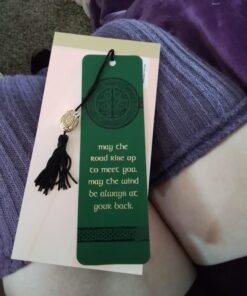 may the
road rise up
to meet you.
may the wind
be always at
your back.